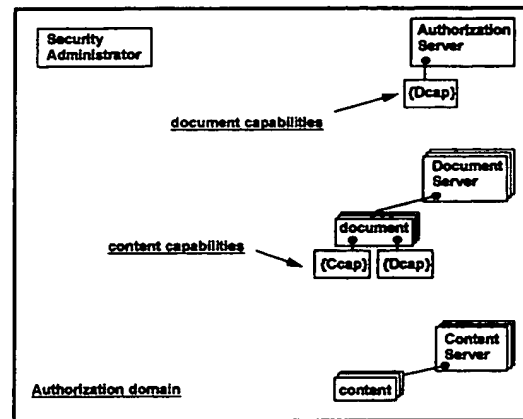 Security
Administrator
Authorization
Server
{Dcap}
document capabilities
Document
Server
document
content capabilities
{Ccap}
{Dcap}
Content
Server
content
Authorization domain